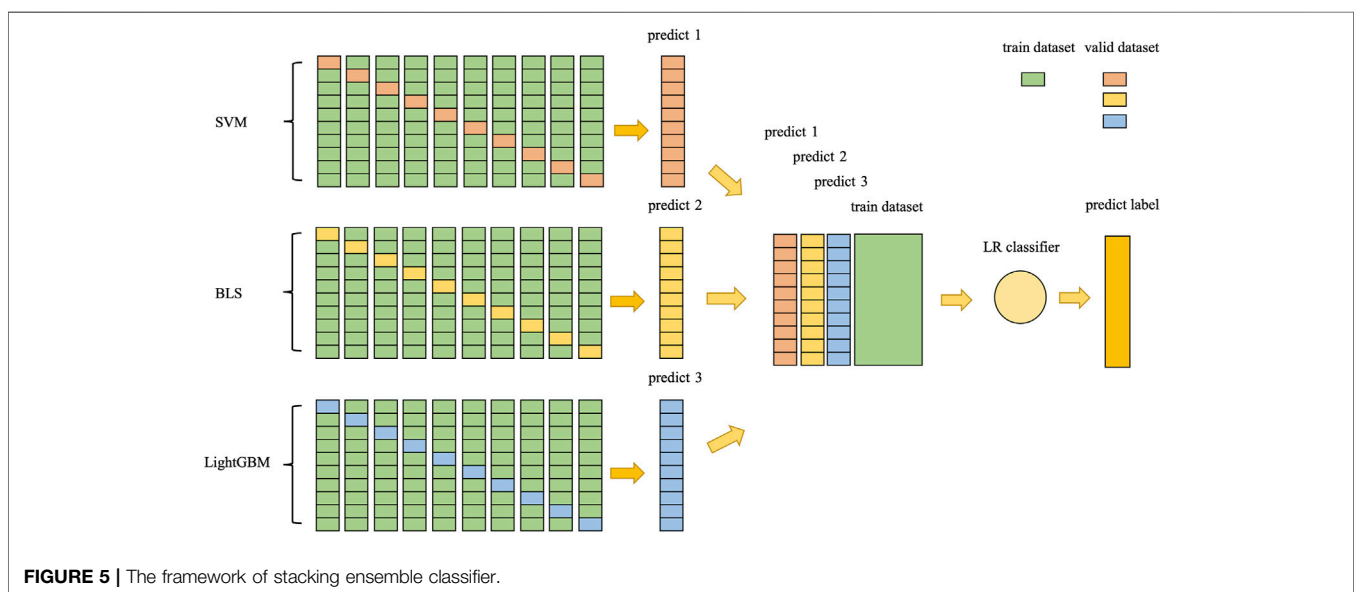 predict 1
train dataset valid dataset
SVM
predict 1
predict 2
predict 3
train dataset
predict 2
predict label
LR classifier
BLS
predict 3
LightGBM
FIGURE 5 | The framework of stacking ensemble classifier.